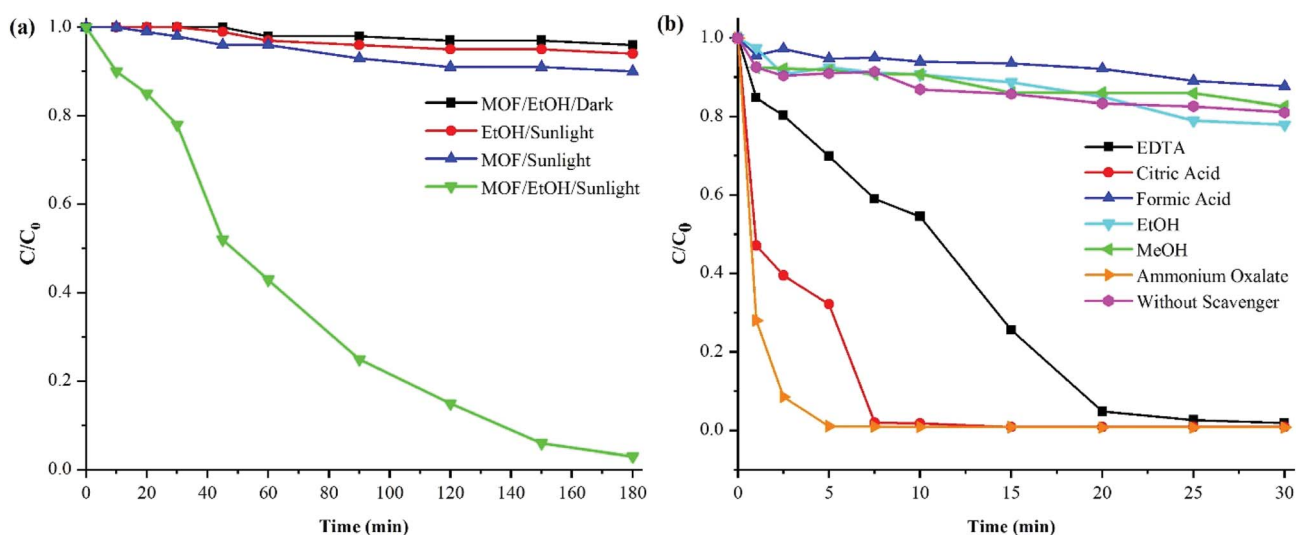 (a)
1.0
0.8
0.6
0.4
0.2
0.0
C/C0
MOF/EtOH/Dark
EtOH/Sunlight
MOF/Sunlight
MOF/EtOH/Sunlight
0 20 40 60 80 100 120 140 160 180
Time (min)
(b)
1.0
0.8
0.6
0.4
0.2
0.0
C/C0
EDTA
Citric Acid
Formic Acid
EtOH
MeOH
Ammonium Oxalate
Without Scavenger
0 5 10 15 20 25 30
Time (min)